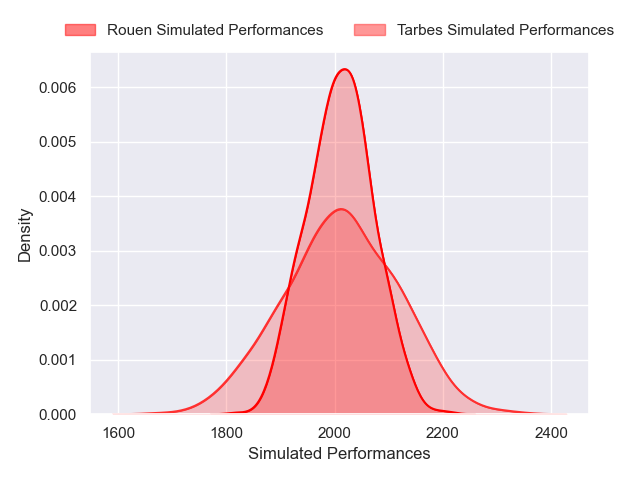 Rouen Simulated Performances Tarbes Simulated Performances
0.006
0.005
0.004
0.003
0.002
0.001
0.000
Density
1600 1800 2000 2200 2400
Simulated Performances